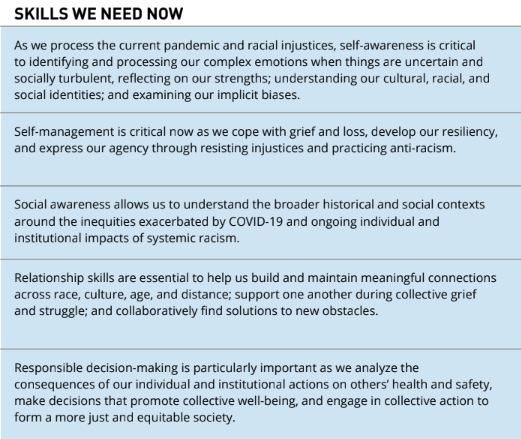 SKILLS WE NEED NOW
As we process the current pandemic and racial injustices, self-awareness is critical
to identifying and processing our complex emotions when things are uncertain and
socially turbulent, reflecting on our strengths; understanding our cultural, racial, and
social identities; and examining our implicit biases.
Self-management is critical now as we cope with grief and loss, develop our resiliency,
and express our agency through resisting injustices and practicing anti-racism.
Social awareness allows us to understand the broader historical and social contexts
around the inequities exacerbated by COVID-19 and ongoing individual and
institutional impacts of systemic racism.
Relationship skills are essential to help us build and maintain meaningful connections
across race, culture, age, and distance; support one another during collective grief
and struggle; and collaboratively find solutions to new obstacles.
Responsible decision-making is particularly important as we analyze the
consequences of our individual and institutional actions on others' health and safety,
make decisions that promote collective well-being, and engage in collective action to
form a more just and equitable society.